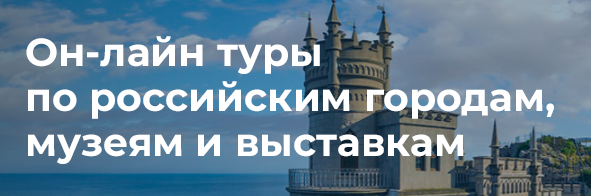 Он-лайн туры
по российским городам,
музеям и выставкам